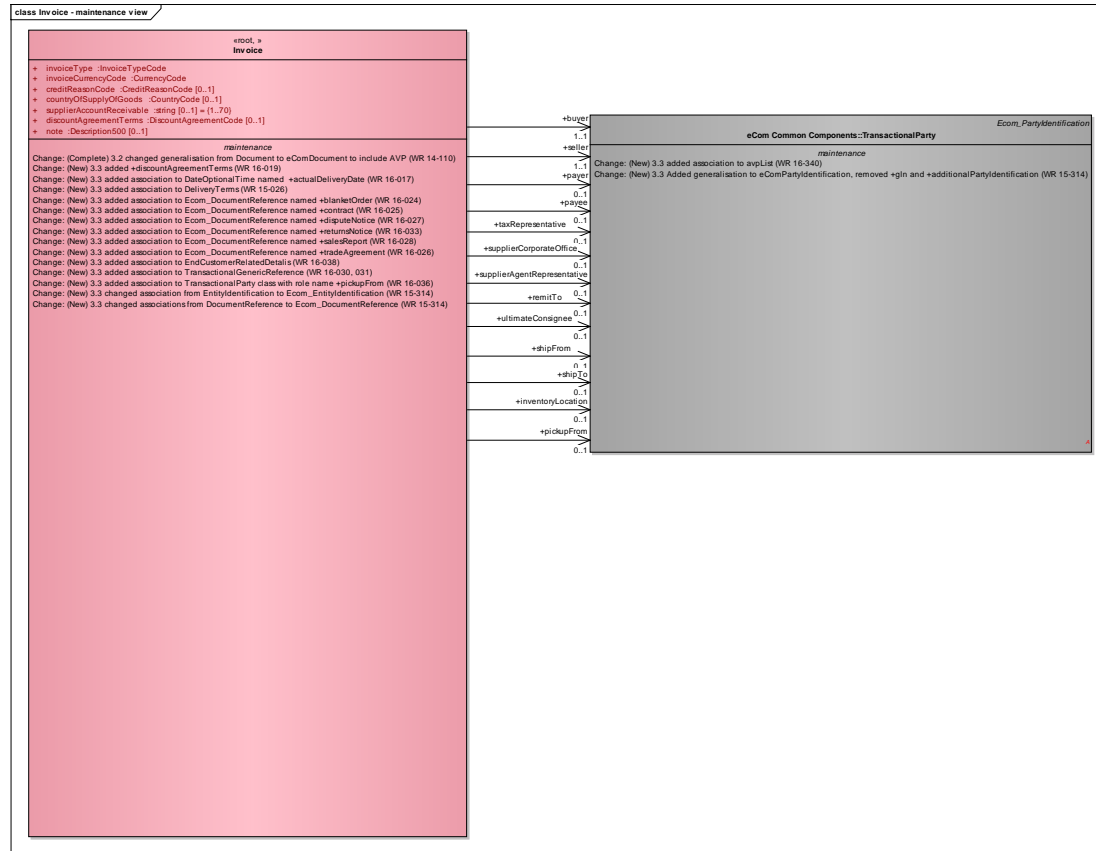 class Invoice - maintenance view
«root, »
Invoice
+ invoiceType :InvoiceTypeCode
+ invoiceCurrencyCode :CurrencyCode
+ creditReasonCode :CreditReasonCode [0..1]
+ countryOfSupplyOfGoods :CountryCode [0..1]
+ supplierAccountReceivable :string [0..1] = {1..70}
+ discountAgreementTerms :DiscountAgreementCode [0..1]
+ note :Description500 [0..1]
maintenance
Change: (Complete) 3.2 changed generalisation from Document to eComDocument to include AVP (WR 14-110)
Change: (New) 3.3 added +discountAgreementTerms (WR 16-019)
Change: (New) 3.3 added association to DateOptionalTime named +actualDeliveryDate (WR 16-017)
Change: (New) 3.3 added association to DeliveryTerms (WR 15-026)
Change: (New) 3.3 added association to Ecom_DocumentReference named +blanketOrder (WR 16-024)
Change: (New) 3.3 added association to Ecom_DocumentReference named +contract (WR 16-025)
Change: (New) 3.3 added association to Ecom_DocumentReference named +disputeNotice (WR 16-027)
Change: (New) 3.3 added association to Ecom_DocumentReference named +returnsNotice (WR 16-033)
Change: (New) 3.3 added association to Ecom_DocumentReference named +salesReport (WR 16-028)
Change: (New) 3.3 added association to Ecom_DocumentReference named +tradeAgreement (WR 16-026)
Change: (New) 3.3 added association to EndCustomerRelatedDetalis (WR 16-038)
Change: (New) 3.3 added association to TransactionalGenericReference (WR 16-030, 031)
Change: (New) 3.3 added association to TransactionalParty class with role name +pickupFrom (WR 16-036)
Change: (New) 3.3 changed association from EntityIdentification to Ecom_EntityIdentification (WR 15-314)
Change: (New) 3.3 changed associations from DocumentReference to Ecom_DocumentReference (WR 15-314)
+buyer
1..1
+seller
1..1
+payer
0..1
+payee
0..1
+taxRepresentative
0..1
+supplierCorporateOffice
0..1
+supplierAgentRepresentative
0..1
+remitTo
0..1
+ultimateConsignee
0..1
+shipFrom
0..1
+shipTo
0..1
+inventoryLocation
0..1
+pickupFrom
0..1
Ecom_PartyIdentification
eCom Common Components::TransactionalParty
maintenance
Change: (New) 3.3 added association to avpList (WR 16-340)
Change: (New) 3.3 Added generalisation to eComPartyIdentification, removed +gln and +additionalPartyIdentification (WR 15-314)